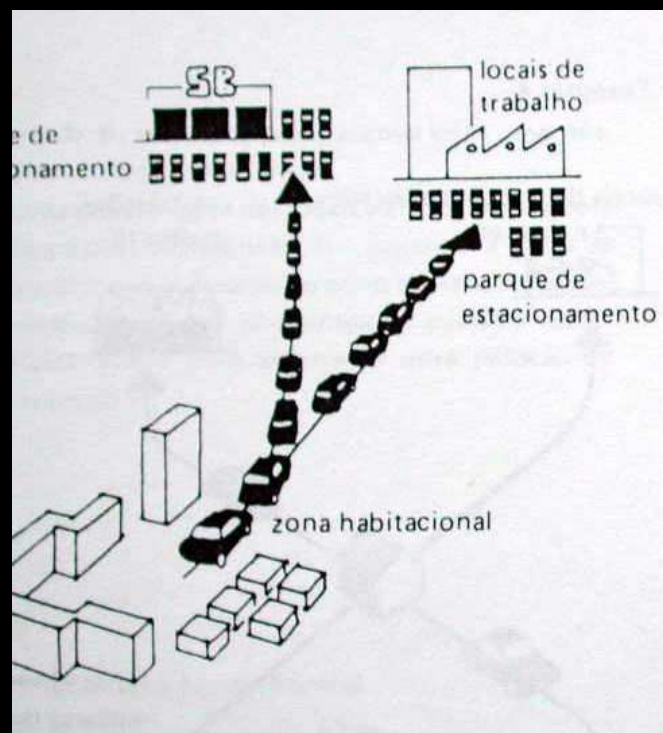 SB
locais de
trabalho
e de
onamento
parque de
estacionamento
zona habitacional